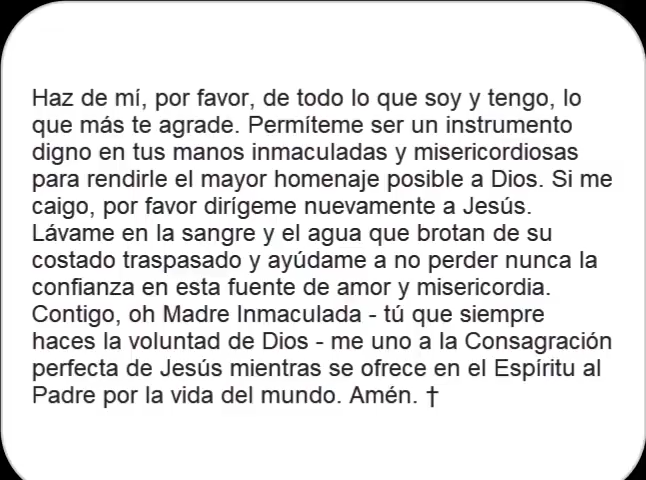 Haz de mí, por favor, de todo lo que soy y tengo, lo
que más te agrade. Permíteme ser un instrumento
digno en tus manos inmaculadas y misericordiosas
para rendirle el mayor homenaje posible a Dios. Si me
caigo, por favor dirígeme nuevamente a Jesús.
Lávame en la sangre y el agua que brotan de su
costado traspasado y ayúdame a no perder nunca la
confianza en esta fuente de amor y misericordia.
Contigo, oh Madre Inmaculada - tú que siempre
haces la voluntad de Dios - me uno a la Consagración
perfecta de Jesús mientras se ofrece en el Espíritu al
Padre por la vida del mundo. Amén. †